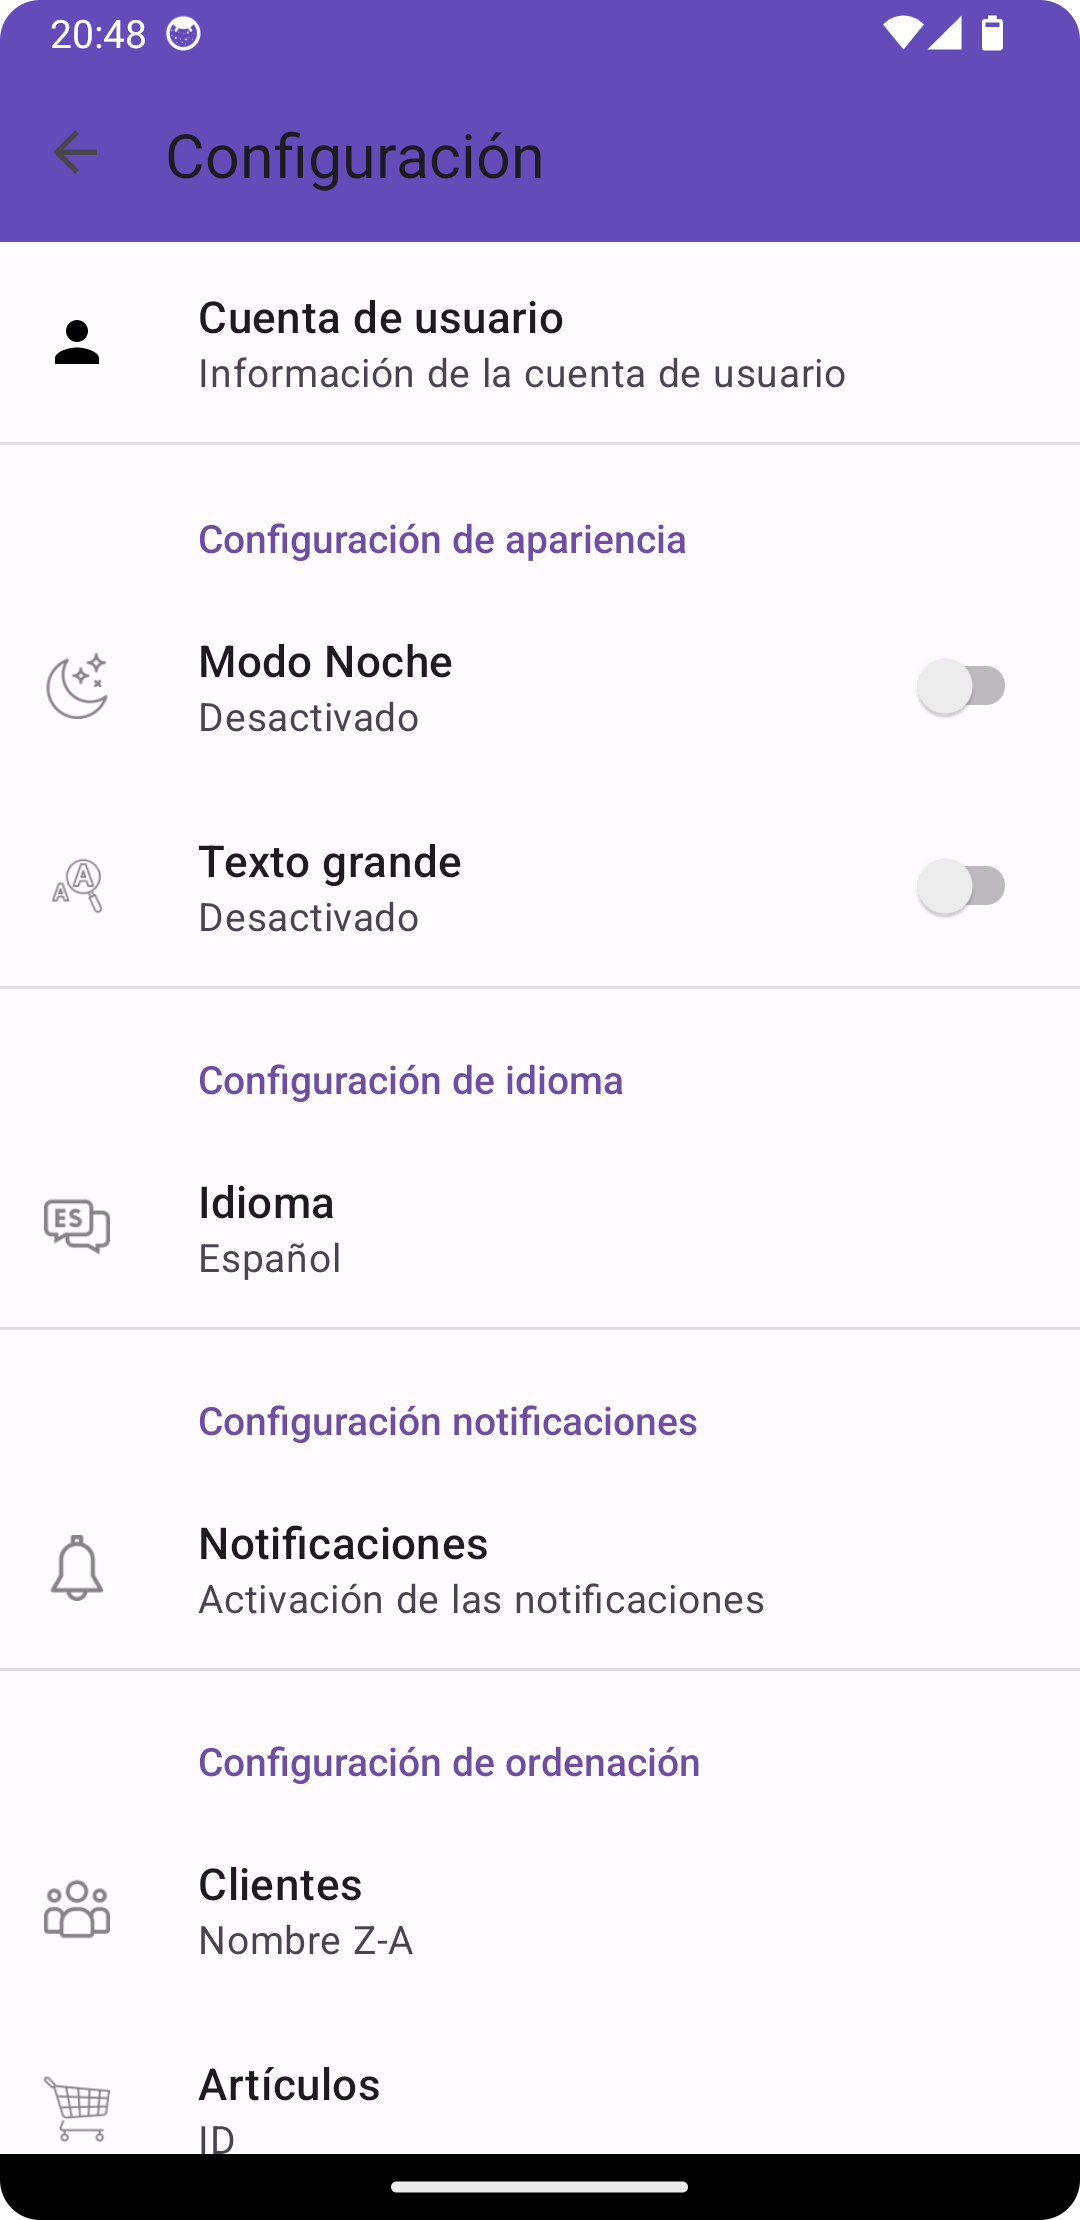 20:48
Configuración
Cuenta de usuario
Información de la cuenta de usuario
Configuración de apariencia
Modo Noche
Desactivado
A A
Texto grande
Desactivado
Configuración de idioma
ES
Idioma
Español
Configuración notificaciones
Notificaciones
Activación de las notificaciones
Configuración de ordenación
Clientes
Nombre Z-A
Artículos
ID